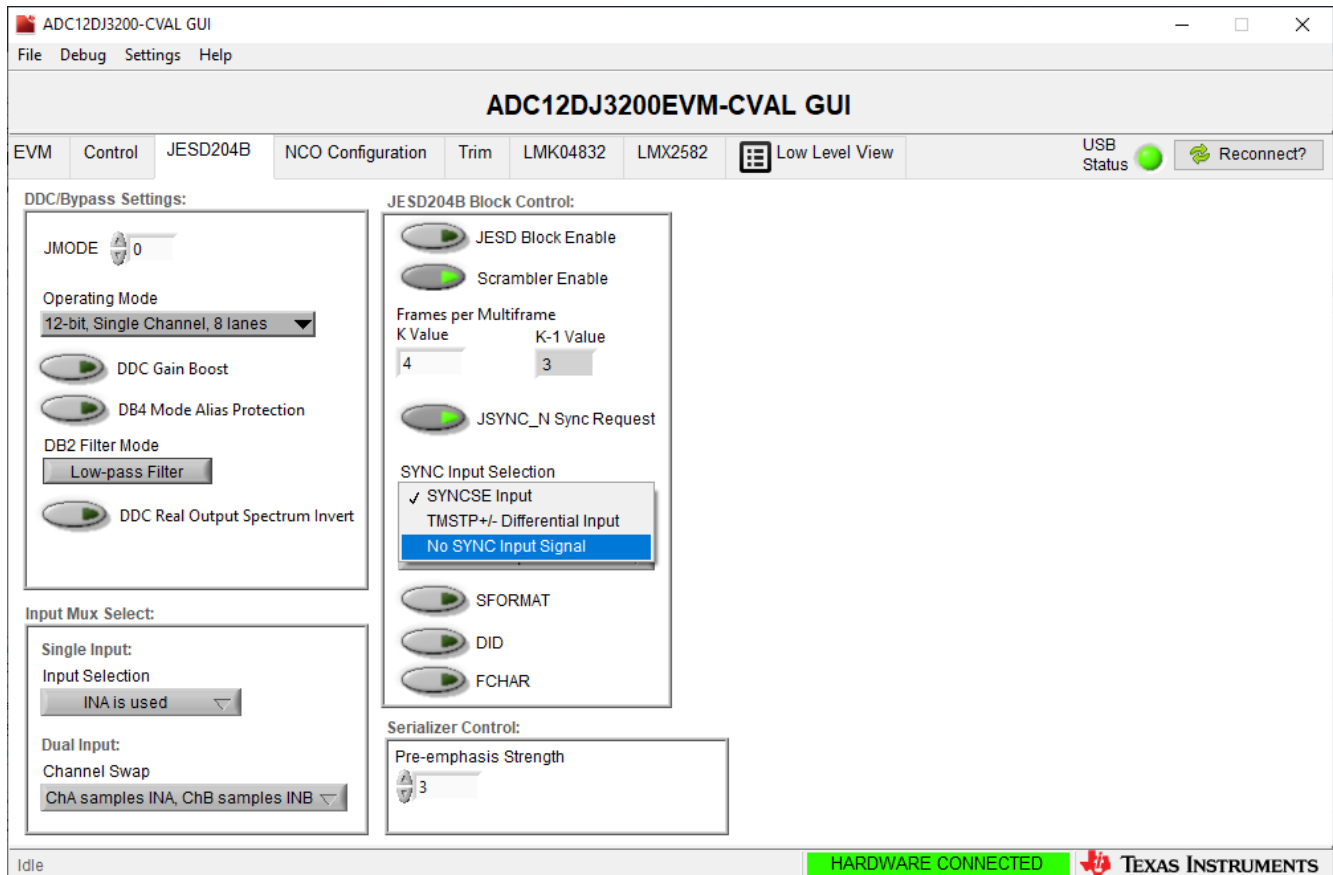 ADC12DJ3200-CVAL GUI
File Debug Settings Help
ADC12DJ3200EVM-CVAL GUI
EVM Control JESD204B NCO Configuration Trim LMK04832 LMX2582 Low Level View
USB Status Reconnect?
DDC/Bypass Settings:
JMODE 0
Operating Mode
12-bit, Single Channel, 8 lanes
DDC Gain Boost
DB4 Mode Alias Protection
DB2 Filter Mode
Low-pass Filter
DDC Real Output Spectrum Invert
Input Mux Select:
Single Input:
Input Selection
INA is used
Dual Input:
Channel Swap
ChA samples INA, ChB samples INB
JESD204B Block Control:
JESD Block Enable
Scrambler Enable
Frames per Multiframe
K Value K-1 Value
4 3
JSYNC_N Sync Request
SYNC Input Selection
✓ SYNCSE Input
TMSTP+/- Differential Input
No SYNC Input Signal
SFORMAT
DID
FCHAR
Serializer Control:
Pre-emphasis Strength
3
Idle
HARDWARE CONNECTED
TEXAS INSTRUMENTS